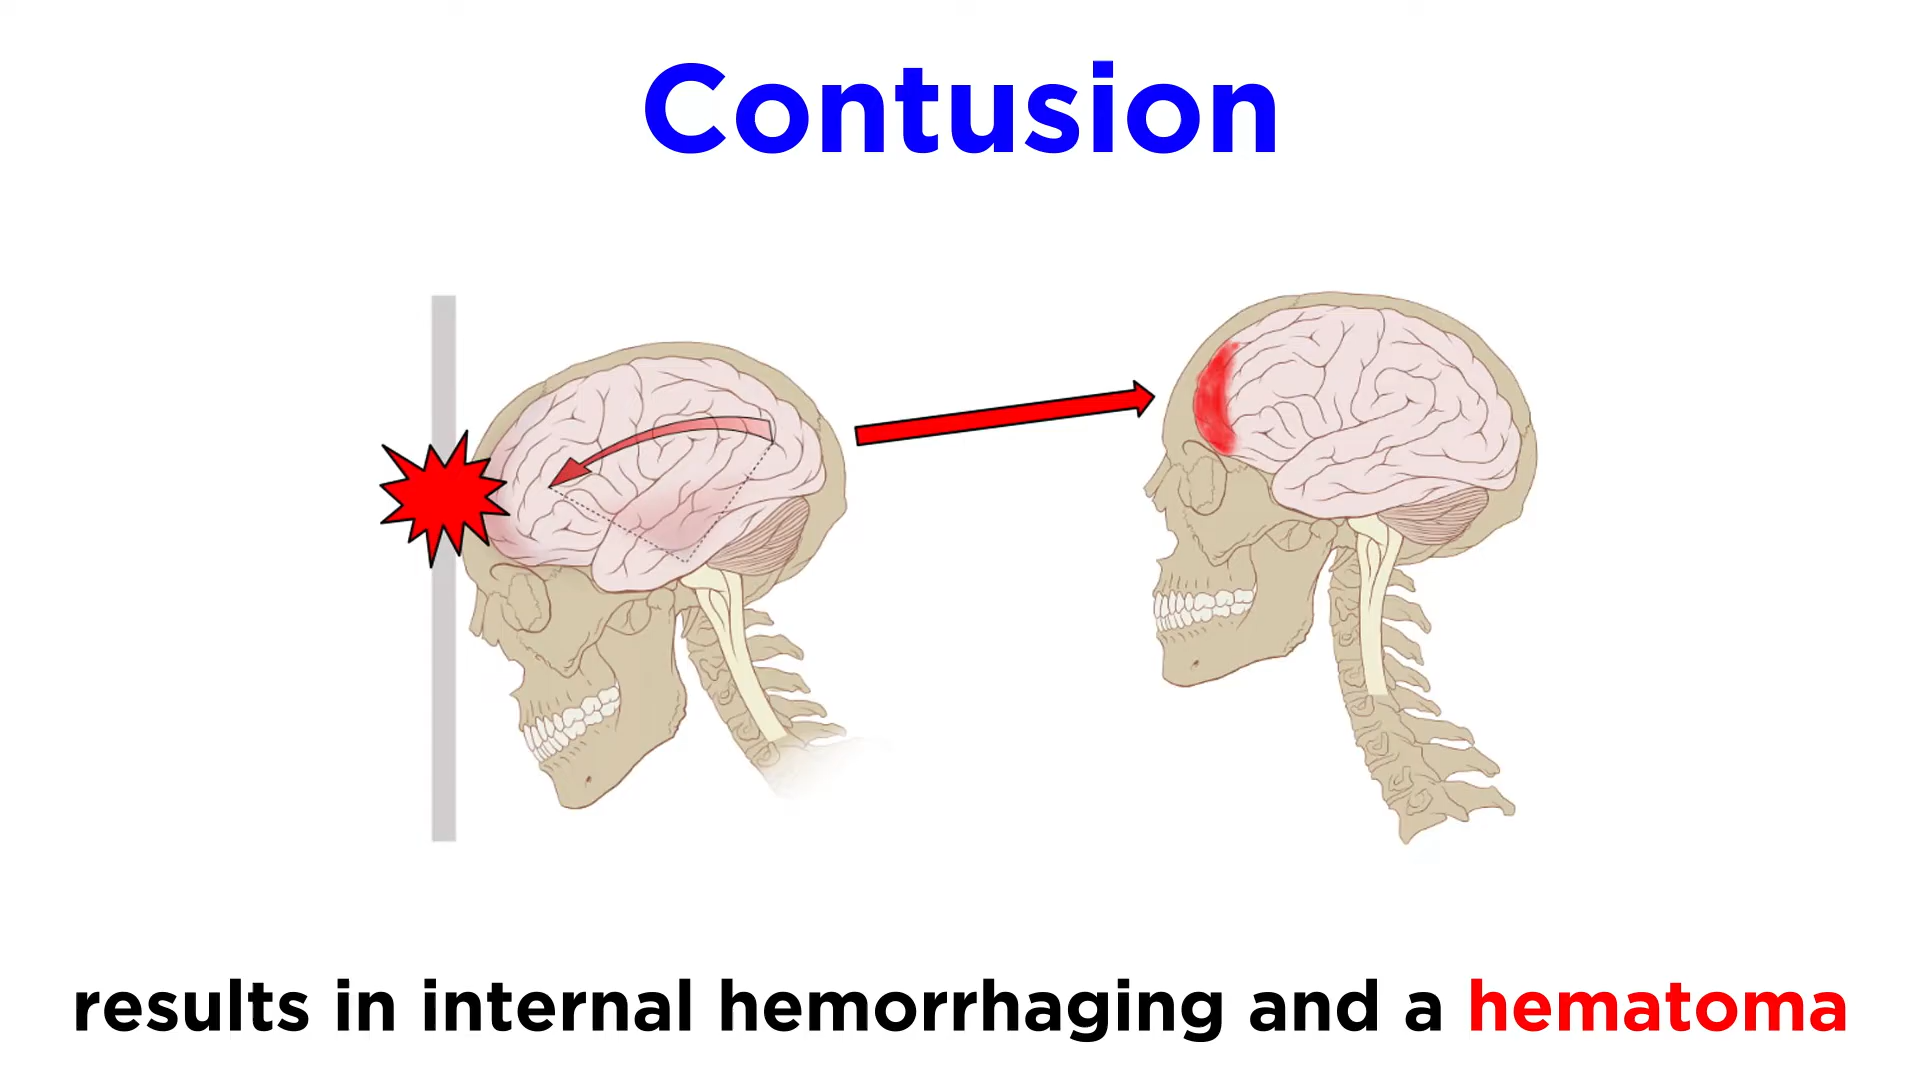 Contusion
results in internal hemorrhaging and a hematoma